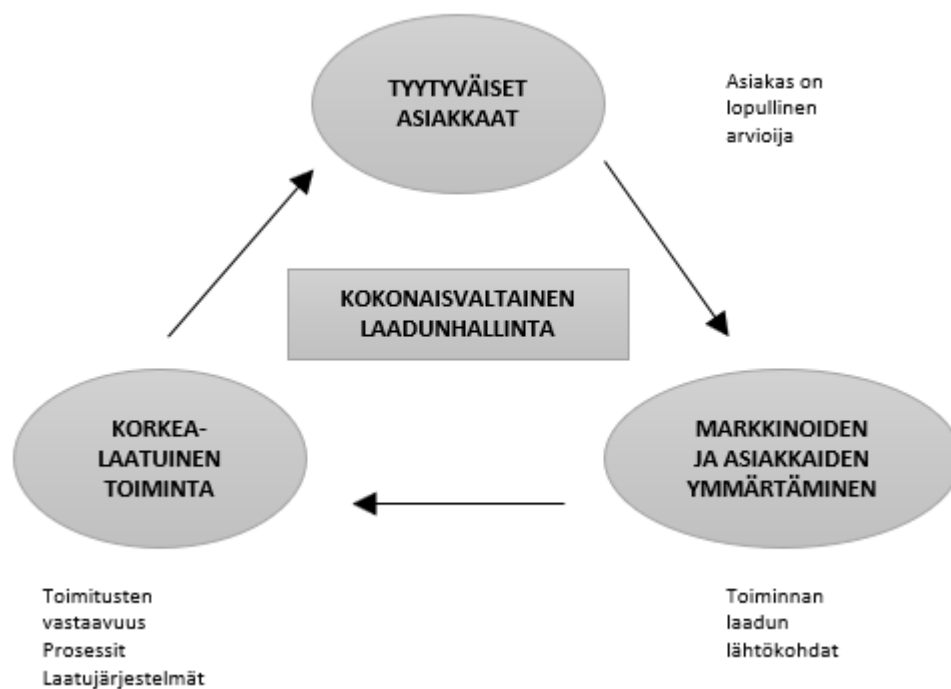 TYYTYVÄISET
ASIAKKAAT
Asiakas on
lopullinen
arvioija
KOKONAISVALTAINEN
LAADUNHALLINTA
KORKEA-
LAATUINEN
TOIMINTA
MARKKINOIDEN
JA ASIAKKAIDEN
YMMÄRTÄMINEN
Toimitusten
vastaavuus
Prosessit
Laatujärjestelmät
Toiminnan
laadun
lähtökohdat